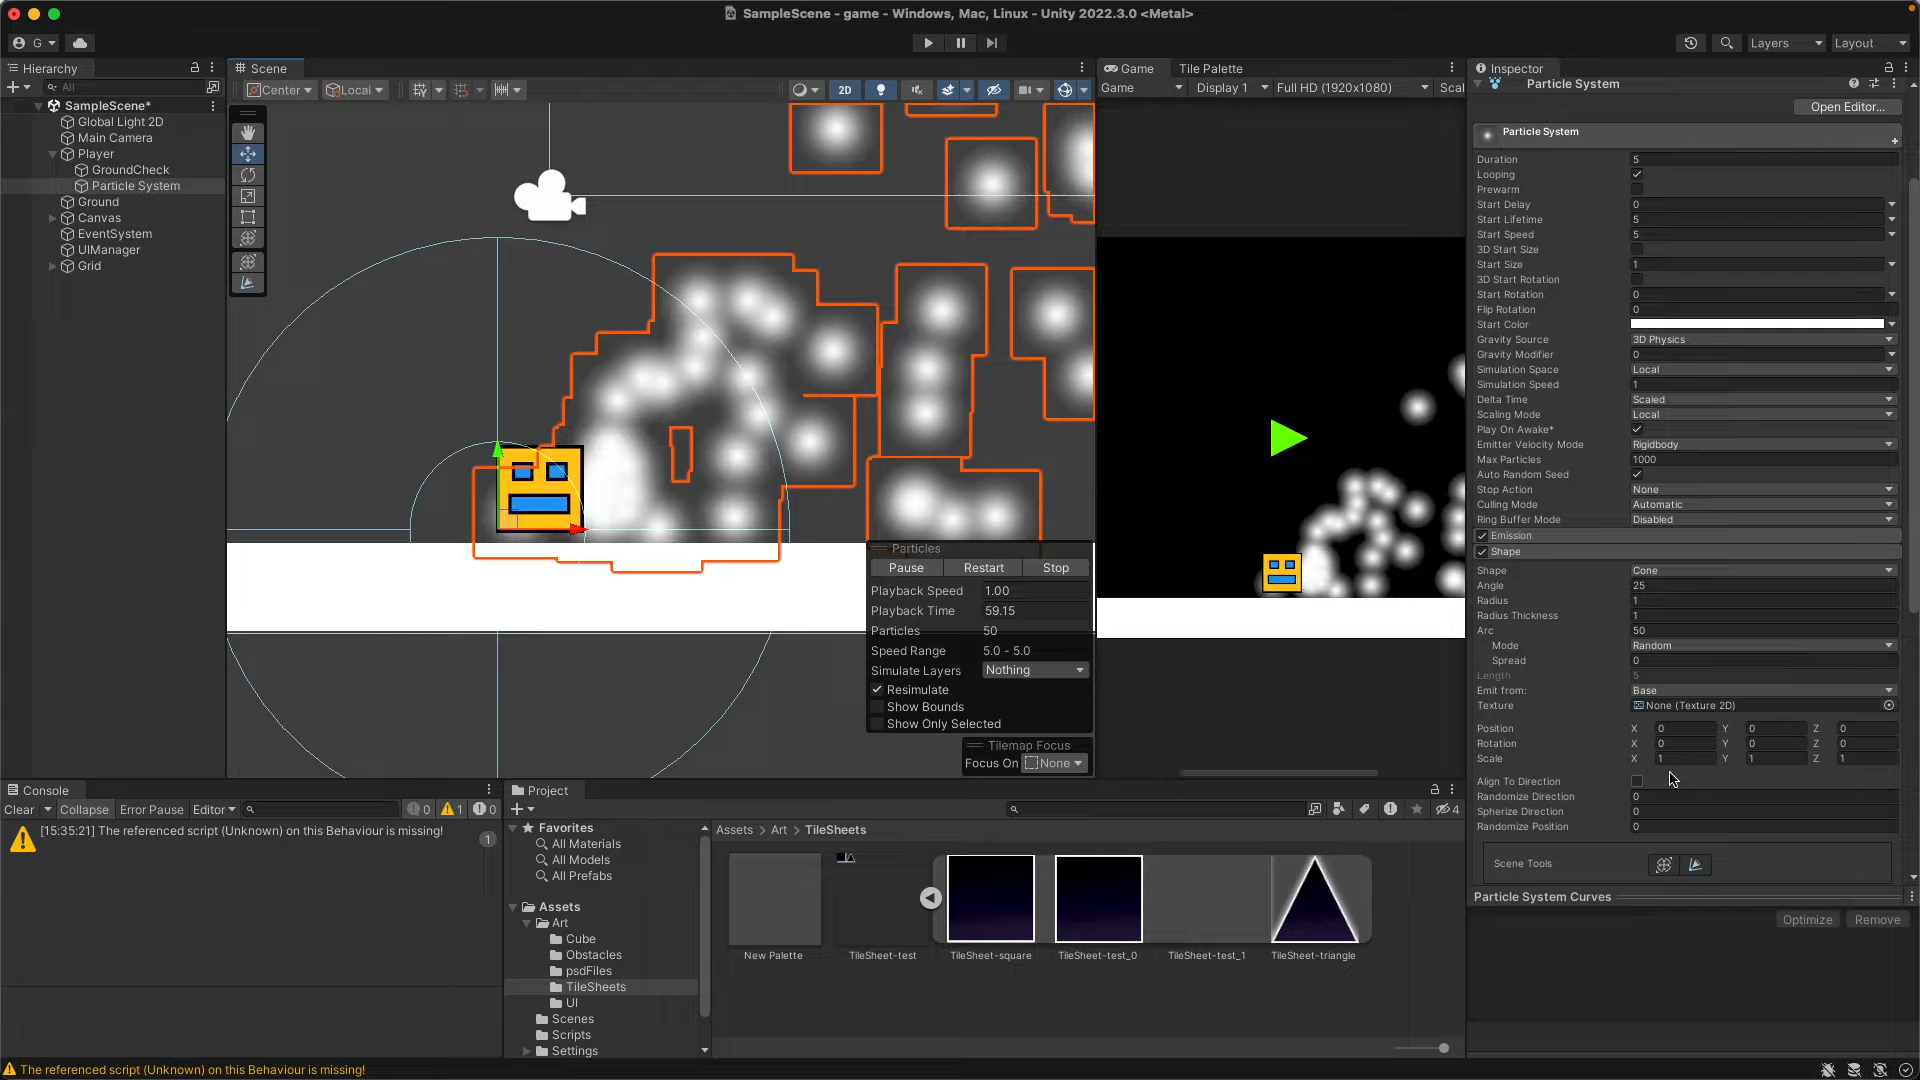 SampleScene - game - Windows, Mac, Linux - Unity 2022.3.0 <Metal>
G
Layers
Layout
Hierarchy
All
SampleScene*
Global Light 2D
Main Camera
Player
GroundCheck
Particle System
Ground
Canvas
EventSystem
UIManager
Grid
Scene
Center
Local
2D
Particles
Pause
Restart
Stop
Playback Speed 1.00
Playback Time 59.15
Particles 50
Speed Range 5.0 - 5.0
Simulate Layers Nothing
Resimulate
Show Bounds
Show Only Selected
Tilemap Focus
Focus On None
Game
Tile Palette
Game
Display 1
Full HD (1920x1080)
Scal
Inspector
Particle System
Open Editor...
Particle System
Duration 5
Looping
Prewarm
Start Delay 0
Start Lifetime 5
Start Speed 5
3D Start Size
Start Size 1
3D Start Rotation
Start Rotation 0
Flip Rotation 0
Start Color
Gravity Source 3D Physics
Gravity Modifier 0
Simulation Space Local
Simulation Speed 1
Delta Time Scaled
Scaling Mode Local
Play On Awake*
Emitter Velocity Mode Rigidbody
Max Particles 1000
Auto Random Seed
Stop Action None
Culling Mode Automatic
Ring Buffer Mode Disabled
Emission
Shape
Shape Cone
Angle 25
Radius 1
Radius Thickness 1
Arc 50
Mode Random
Spread 0
Length 5
Emit from: Base
Texture None (Texture 2D)
Position X 0 Y 0 Z 0
Rotation X 0 Y 0 Z 0
Scale X 1 Y 1 Z 1
Align To Direction
Randomize Direction 0
Spherize Direction 0
Randomize Position 0
Scene Tools
Particle System Curves
Optimize
Remove
Console
Clear
Collapse
Error Pause
Editor
0
1
0
[15:35:21] The referenced script (Unknown) on this Behaviour is missing!
1
Project
4
Favorites
All Materials
All Models
All Prefabs
Assets
Art
Cube
Obstacles
psdFiles
TileSheets
UI
Scenes
Scripts
Settings
Assets > Art > TileSheets
New Palette
TileSheet-test
TileSheet-square
TileSheet-test_0
TileSheet-test_1
TileSheet-triangle
The referenced script (Unknown) on this Behaviour is missing!